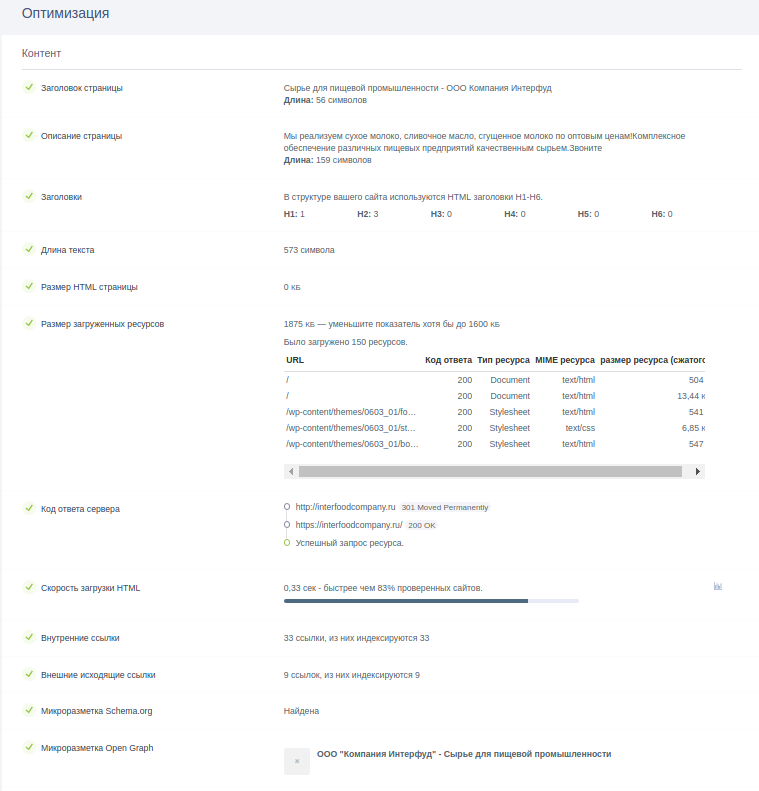 Оптимизация
Контент
Заголовок страницы
Сырье для пищевой промышленности - ООО Компания Интерфуд
Длина: 56 символов
Описание страницы
Мы реализуем сухое молоко, сливочное масло, сгущенное молоко по оптовым ценам!Комплексное
обеспечение различных пищевых предприятий качественным сырьем.Звоните
Длина: 159 символов
Заголовки
В структуре вашего сайта используются HTML заголовки H1-H6.
H1: 1 H2: 3 H3: 0 H4: 0 H5: 0 H6: 0
Длина текста
573 символа
Размер HTML страницы
0 КБ
Размер загруженных ресурсов
1875 КБ — уменьшите показатель хотя бы до 1600 КБ
Было загружено 150 ресурсов.
URL Код ответа Тип ресурса MIME ресурса размер ресурса (сжатого
/ 200 Document text/html 504
/ 200 Document text/html 13,44 К
/wp-content/themes/0603_01/fo... 200 Stylesheet text/html 541
/wp-content/themes/0603_01/st... 200 Stylesheet text/css 6,85 К
/wp-content/themes/0603_01/bo... 200 Stylesheet text/html 547
Код ответа сервера
http://interfoodcompany.ru 301 Moved Permanently
https://interfoodcompany.ru/ 200 OK
Успешный запрос ресурса.
Скорость загрузки HTML
0,33 сек - быстрее чем 83% проверенных сайтов.
Внутренние ссылки
33 ссылки, из них индексируются 33
Внешние исходящие ссылки
9 ссылок, из них индексируются 9
Микроразметка Schema.org
Найдена
Микроразметка Open Graph
ООО "Компания Интерфуд" - Сырье для пищевой промышленности